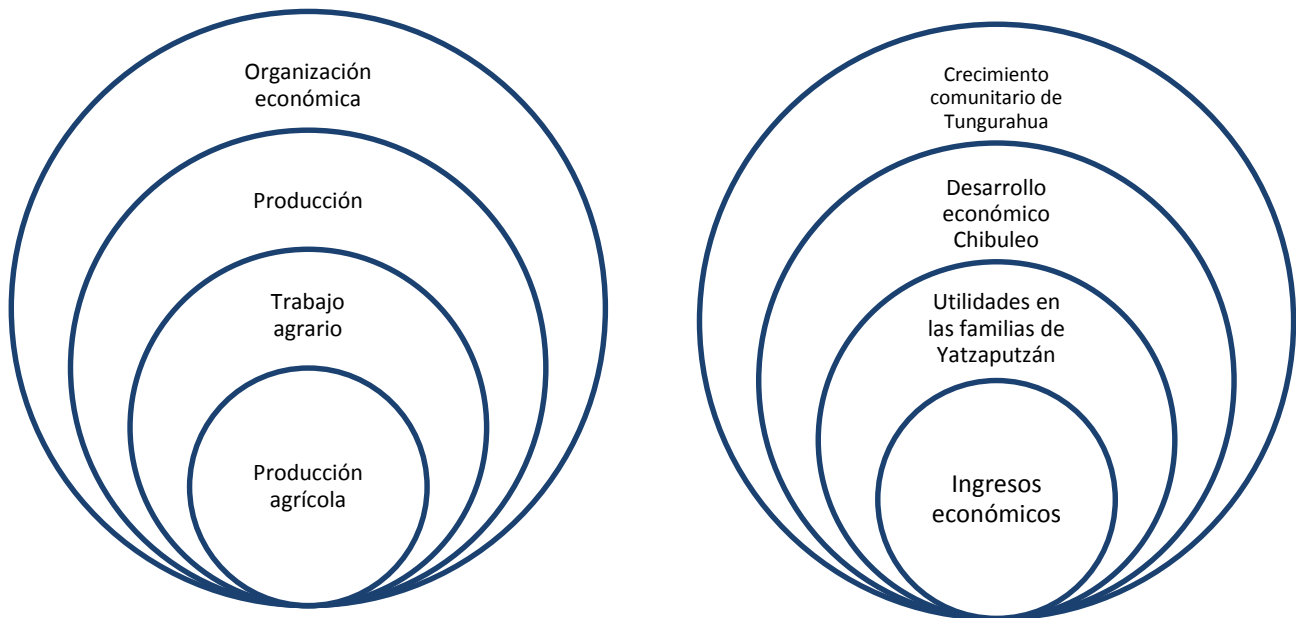 Organización
económica
Producción
Trabajo
agrario
Producción
agrícola
Crecimiento
comunitario de
Tungurahua
Desarrollo
económico
Chibuleo
Utilidades en
las familias de
Yatzaputzán
Ingresos
económicos